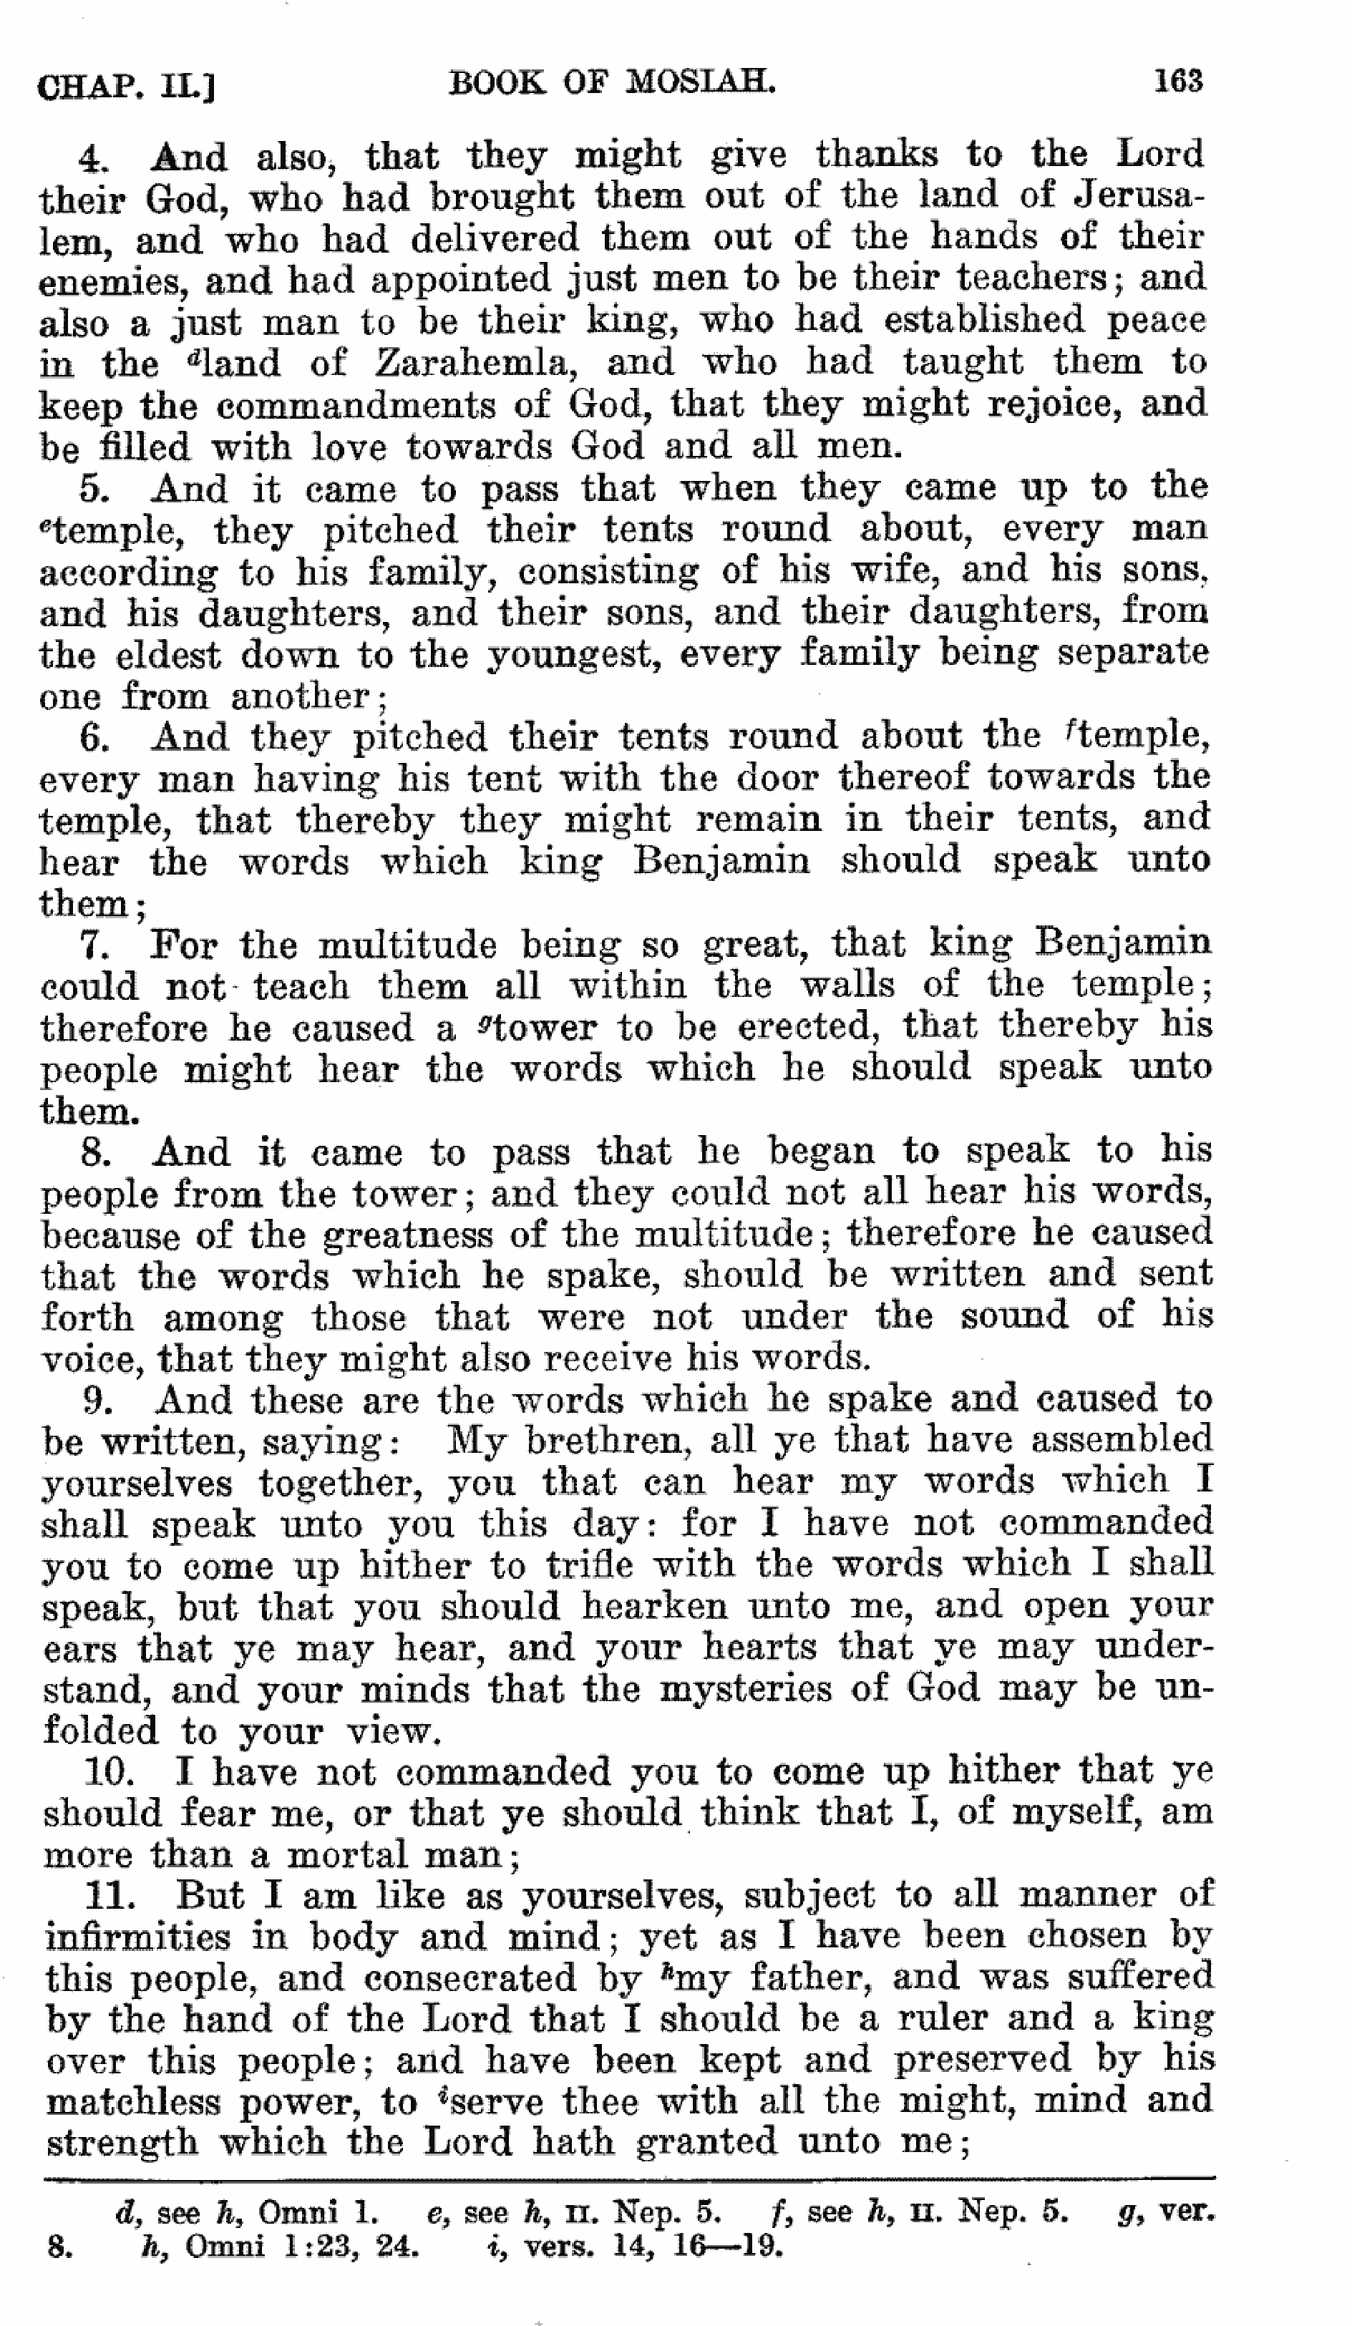 CHAP. II.] BOOK OF MOSIAH. 163
4. And also, that they might give thanks to the Lord
their God, who had brought them out of the land of Jerusa-
lem, and who had delivered them out of the hands of their
enemies, and had appointed just men to be their teachers; and
also a just man to be their king, who had established peace
in the dland of Zarahemla, and who had taught them to
keep the commandments of God, that they might rejoice, and
be filled with love towards God and all men.
5. And it came to pass that when they came up to the
etemple, they pitched their tents round about, every man
according to his family, consisting of his wife, and his sons,
and his daughters, and their sons, and their daughters, from
the eldest down to the youngest, every family being separate
one from another;
6. And they pitched their tents round about the ftemple,
every man having his tent with the door thereof towards the
temple, that thereby they might remain in their tents, and
hear the words which king Benjamin should speak unto
them;
7. For the multitude being so great, that king Benjamin
could not teach them all within the walls of the temple;
therefore he caused a gtower to be erected, that thereby his
people might hear the words which he should speak unto
them.
8. And it came to pass that he began to speak to his
people from the tower; and they could not all hear his words,
because of the greatness of the multitude; therefore he caused
that the words which he spake, should be written and sent
forth among those that were not under the sound of his
voice, that they might also receive his words.
9. And these are the words which he spake and caused to
be written, saying: My brethren, all ye that have assembled
yourselves together, you that can hear my words which I
shall speak unto you this day: for I have not commanded
you to come up hither to trifle with the words which I shall
speak, but that you should hearken unto me, and open your
ears that ye may hear, and your hearts that ye may under-
stand, and your minds that the mysteries of God may be un-
folded to your view.
10. I have not commanded you to come up hither that ye
should fear me, or that ye should think that I, of myself, am
more than a mortal man;
11. But I am like as yourselves, subject to all manner of
infirmities in body and mind; yet as I have been chosen by
this people, and consecrated by hmy father, and was suffered
by the hand of the Lord that I should be a ruler and a king
over this people; and have been kept and preserved by his
matchless power, to iserve thee with all the might, mind and
strength which the Lord hath granted unto me;
d, see h, Omni 1. e, see h, II. Nep. 5. f, see h, II. Nep. 5. g, ver.
8. h, Omni 1:23, 24. i, vers. 14, 16—19.